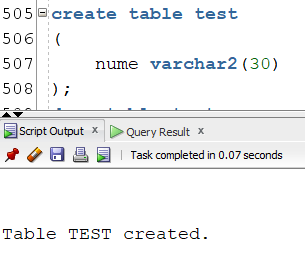 505 create table test
506 (
507 nume varchar2(30)
508 );
Script Output x Query Result x
Task completed in 0.07 seconds
Table TEST created.